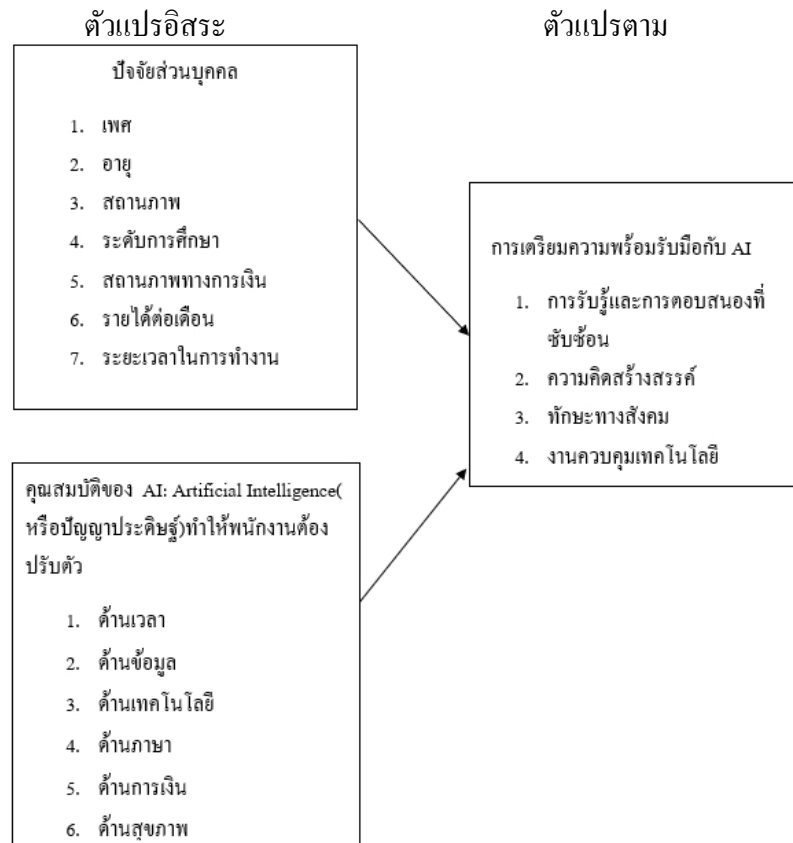 ตัวแปรอิสระ
ตัวแปรตาม
ปัจจัยส่วนบุคคล
1. เพศ
2. อายุ
3. สถานภาพ
4. ระดับการศึกษา
5. สถานภาพทางการเงิน
6. รายได้ต่อเดือน
7. ระยะเวลาในการทำงาน
การเตรียมความพร้อมรับมือกับ AI
1. การรับรู้และการตอบสนองที่
ซับซ้อน
2. ความคิดสร้างสรรค์
3. ทักษะทางสังคม
4. งานควบคุมเทคโนโลยี
คุณสมบัติของ AI: Artificial Intelligence(
หรือปัญญาประดิษฐ์)ทำให้พนักงานต้อง
ปรับตัว
1. ด้านเวลา
2. ด้านข้อมูล
3. ด้านเทคโนโลยี
4. ด้านภาษา
5. ด้านการเงิน
6. ด้านสุขภาพ